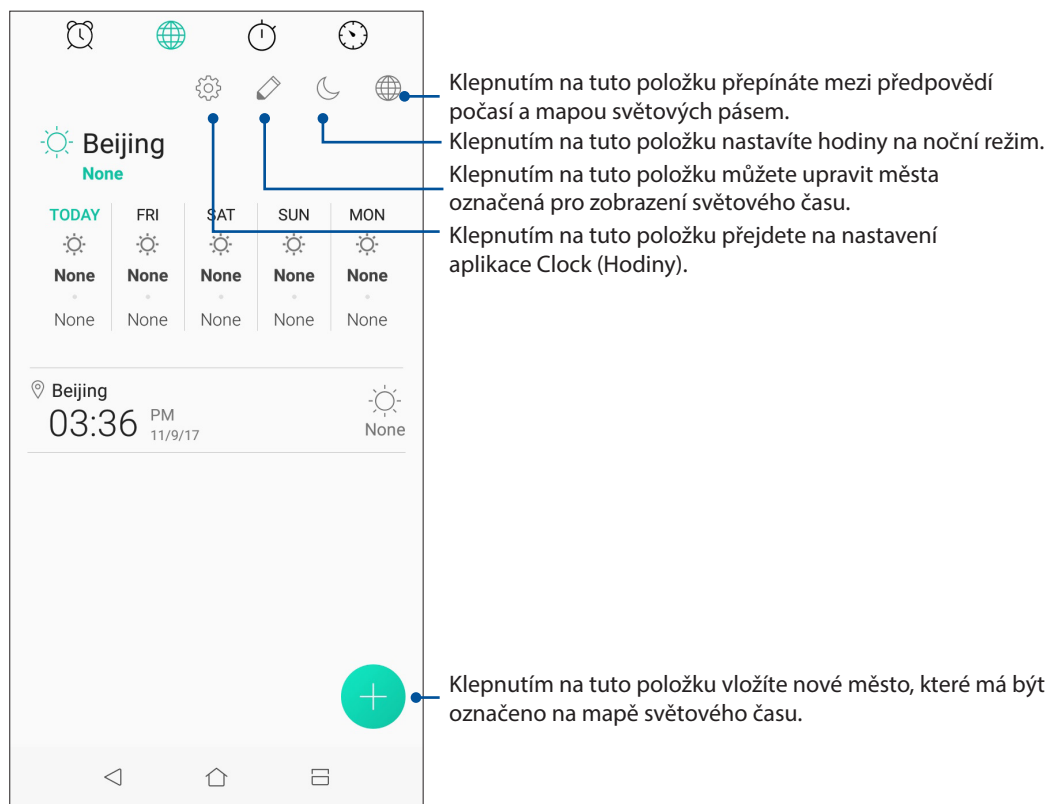 Klepnutím na tuto položku přepínáte mezi předpovědí
počasí a mapou světových pásem.
Klepnutím na tuto položku nastavíte hodiny na noční režim.
Klepnutím na tuto položku můžete upravit města
označená pro zobrazení světového času.
Klepnutím na tuto položku přejdete na nastavení
aplikace Clock (Hodiny).
Beijing
None
TODAY FRI SAT SUN MON
None None None None None
None None None None None
Beijing
03:36 PM
11/9/17
None
Klepnutím na tuto položku vložíte nové město, které má být
označeno na mapě světového času.